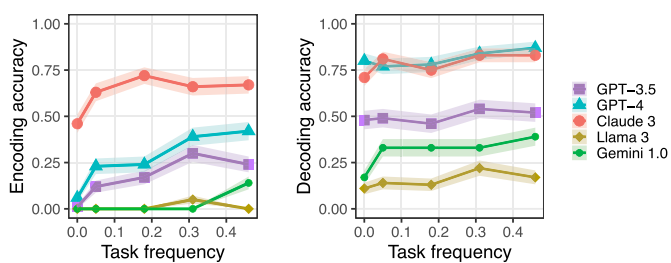 Encoding accuracy
1.00
0.75
0.50
0.25
0.00
0.0 0.1 0.2 0.3 0.4
Task frequency
Decoding accuracy
1.00
0.75
0.50
0.25
0.00
0.0 0.1 0.2 0.3 0.4
Task frequency
GPT−3.5
GPT−4
Claude 3
Llama 3
Gemini 1.0